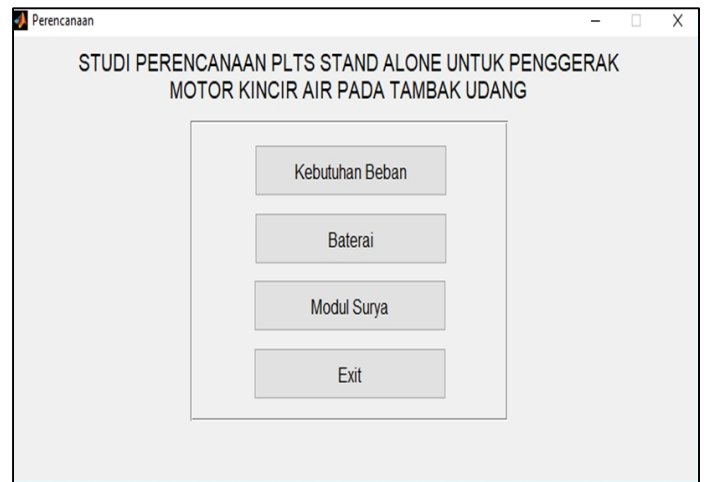 Perencanaan
STUDI PERENCANAAN PLTS STAND ALONE UNTUK PENGGERAK
MOTOR KINCIR AIR PADA TAMBAK UDANG
Kebutuhan Beban
Baterai
Modul Surya
Exit